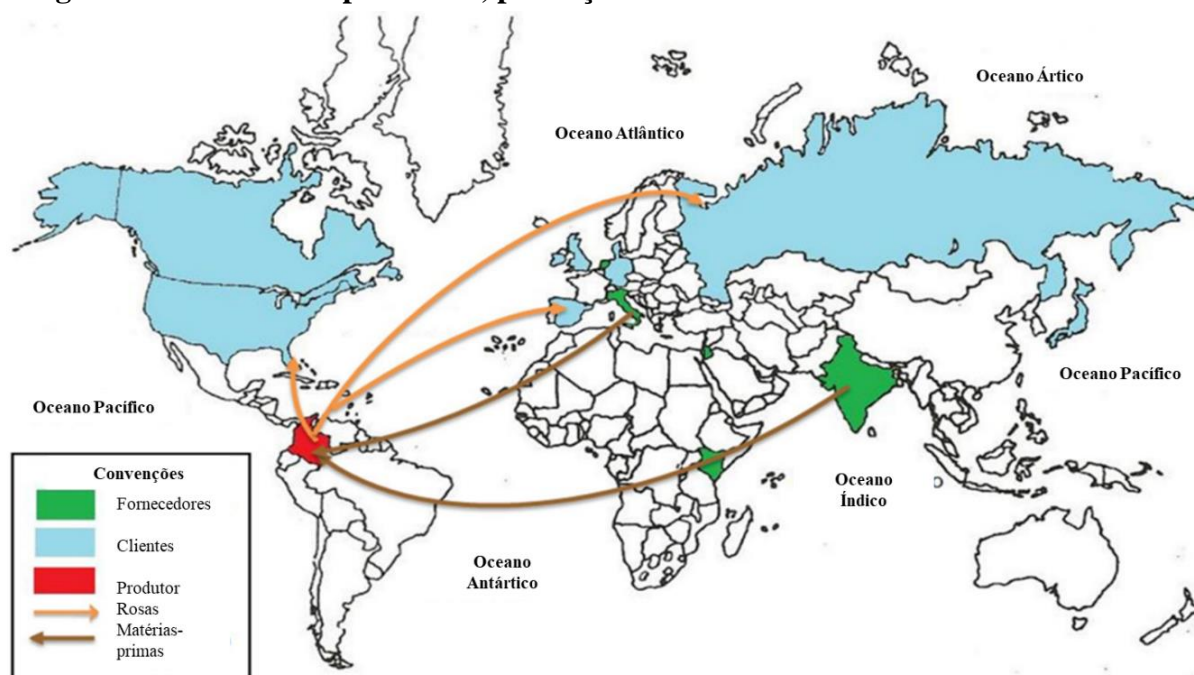 Oceano Ártico
Oceano Atlântico
Oceano Pacífico
Oceano Pacífico
Convenções
Fornecedores
Clientes
Produtor
Rosas
Matérias-
primas
Oceano
Índico
Oceano
Antártico